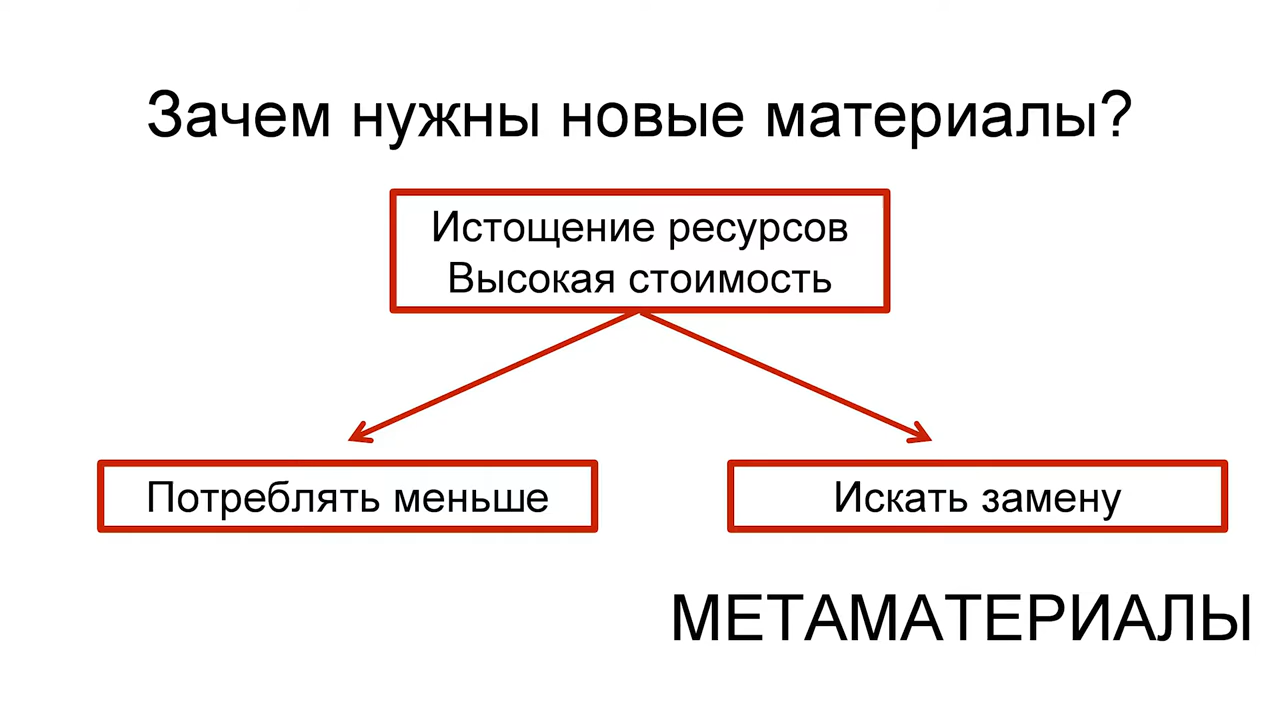 Зачем нужны новые материалы?
Истощение ресурсов
Высокая стоимость
Потреблять меньше
Искать замену
МЕТАМАТЕРИАЛЫ